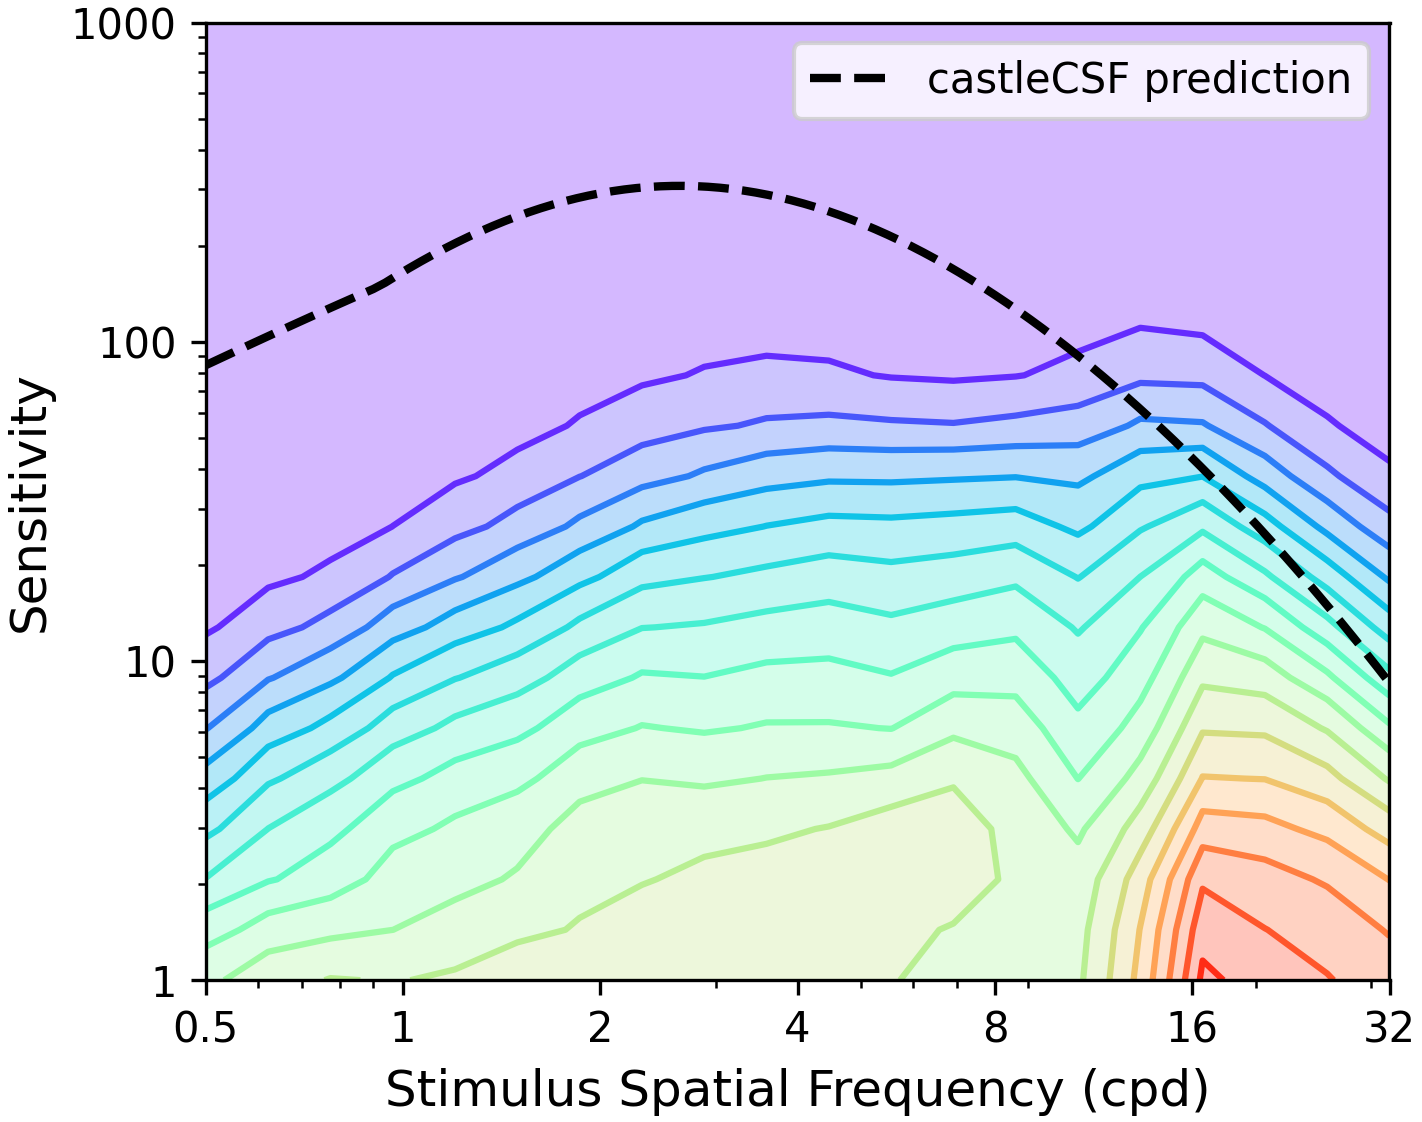 1000
castleCSF prediction
100
Sensitivity
10
1
0.5 1 2 4 8 16 32
Stimulus Spatial Frequency (cpd)